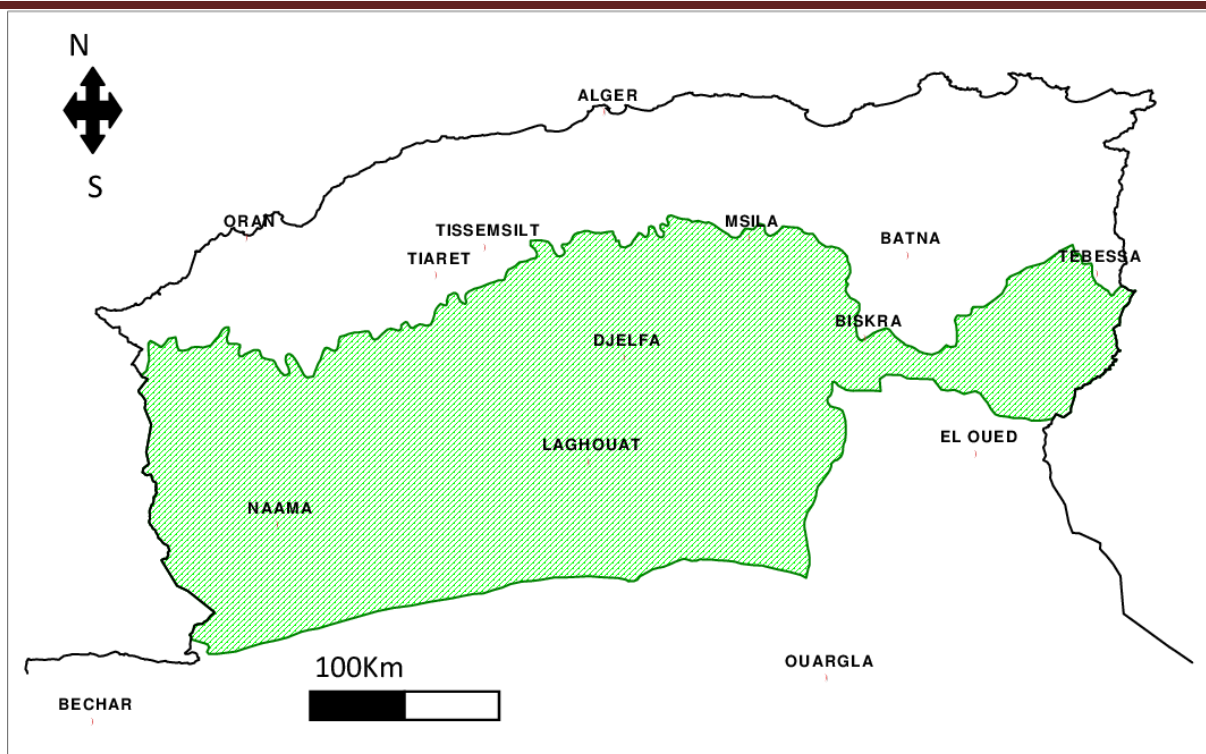 N
S
ALGER
ORAN
TISSEMSILT
MSILA
BATNA
TIARET
TEBESSA
BISKRA
DJELFA
LAGHOUAT
EL OUED
NAAMA
100Km
OUARGLA
BECHAR